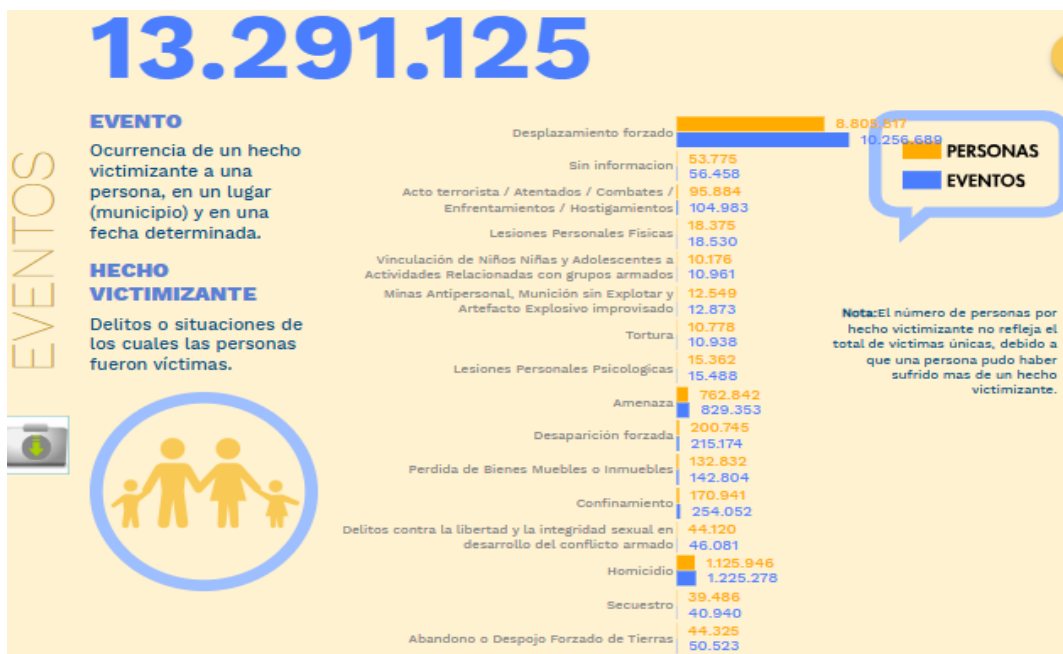 13.291.125
EVENTOS
EVENTO
Ocurrencia de un hecho
victimizante a una
persona, en un lugar
(municipio) y en una
fecha determinada.
HECHO
VICTIMIZANTE
Delitos o situaciones de
los cuales las personas
fueron víctimas.
Desplazamiento forzado
8.805.817
10.256.689
Sin informacion
53.775
56.458
Acto terrorista / Atentados / Combates /
Enfrentamientos / Hostigamientos
95.884
104.983
Lesiones Personales Fisicas
18.375
18.530
Vinculación de Niños Niñas y Adolescentes a
Actividades Relacionadas con grupos armados
10.176
10.961
Minas Antipersonal, Munición sin Explotar y
Artefacto Explosivo improvisado
12.549
12.873
Tortura
10.778
10.938
Lesiones Personales Psicologicas
15.362
15.488
Amenaza
762.842
829.353
Desaparición forzada
200.745
215.174
Perdida de Bienes Muebles o Inmuebles
132.832
142.804
Confinamiento
170.941
254.052
Delitos contra la libertad y la integridad sexual en
desarrollo del conflicto armado
44.120
46.081
Homicidio
1.125.946
1.225.278
Secuestro
39.486
40.940
Abandono o Despojo Forzado de Tierras
44.325
50.523
PERSONAS
EVENTOS
Nota:El número de personas por
hecho victimizante no refleja el
total de victimas únicas, debido a
que una persona pudo haber
sufrido mas de un hecho
victimizante.